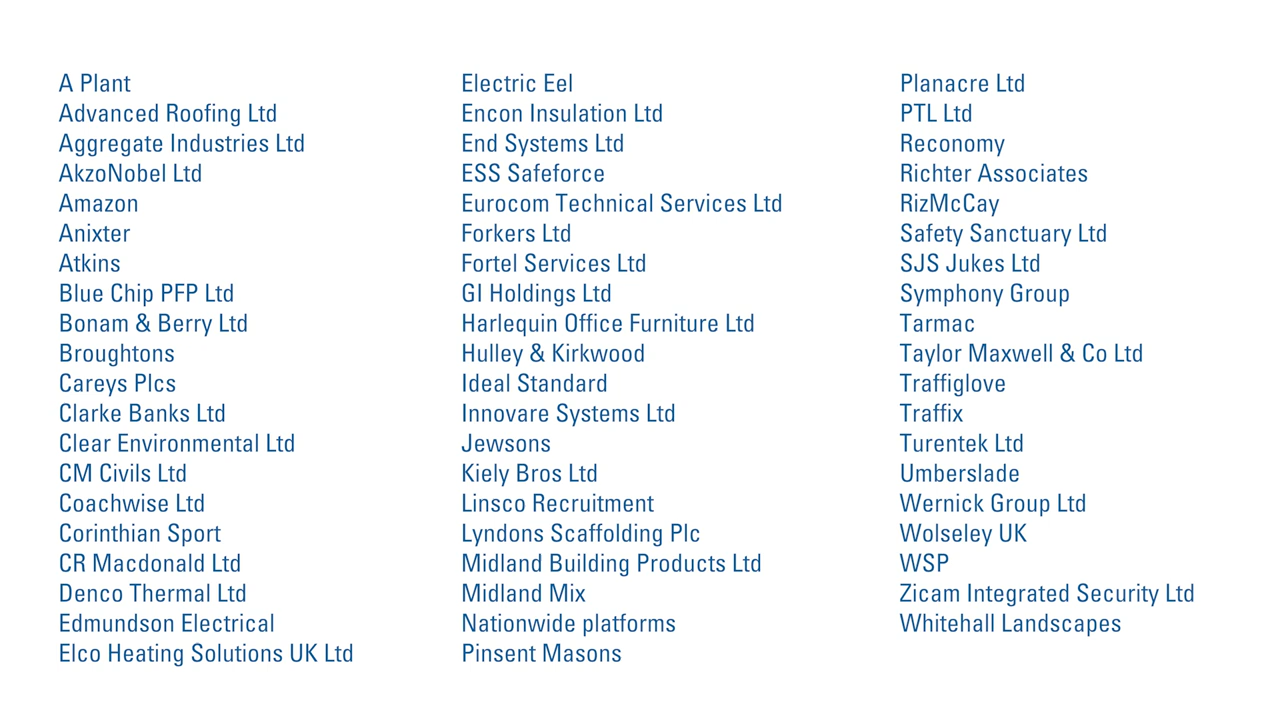 A Plant
Advanced Roofing Ltd
Aggregate Industries Ltd
AkzoNobel Ltd
Amazon
Anixter
Atkins
Blue Chip PFP Ltd
Bonam & Berry Ltd
Broughtons
Careys Plcs
Clarke Banks Ltd
Clear Environmental Ltd
CM Civils Ltd
Coachwise Ltd
Corinthian Sport
CR Macdonald Ltd
Denco Thermal Ltd
Edmundson Electrical
Elco Heating Solutions UK Ltd
Electric Eel
Encon Insulation Ltd
End Systems Ltd
ESS Safeforce
Eurocom Technical Services Ltd
Forkers Ltd
Fortel Services Ltd
GI Holdings Ltd
Harlequin Office Furniture Ltd
Hulley & Kirkwood
Ideal Standard
Innovare Systems Ltd
Jewsons
Kiely Bros Ltd
Linsco Recruitment
Lyndons Scaffolding Plc
Midland Building Products Ltd
Midland Mix
Nationwide platforms
Pinsent Masons
Planacre Ltd
PTL Ltd
Reconomy
Richter Associates
RizMcCay
Safety Sanctuary Ltd
SJS Jukes Ltd
Symphony Group
Tarmac
Taylor Maxwell & Co Ltd
Traffiglove
Traffix
Turentek Ltd
Umberslade
Wernick Group Ltd
Wolseley UK
WSP
Zicam Integrated Security Ltd
Whitehall Landscapes